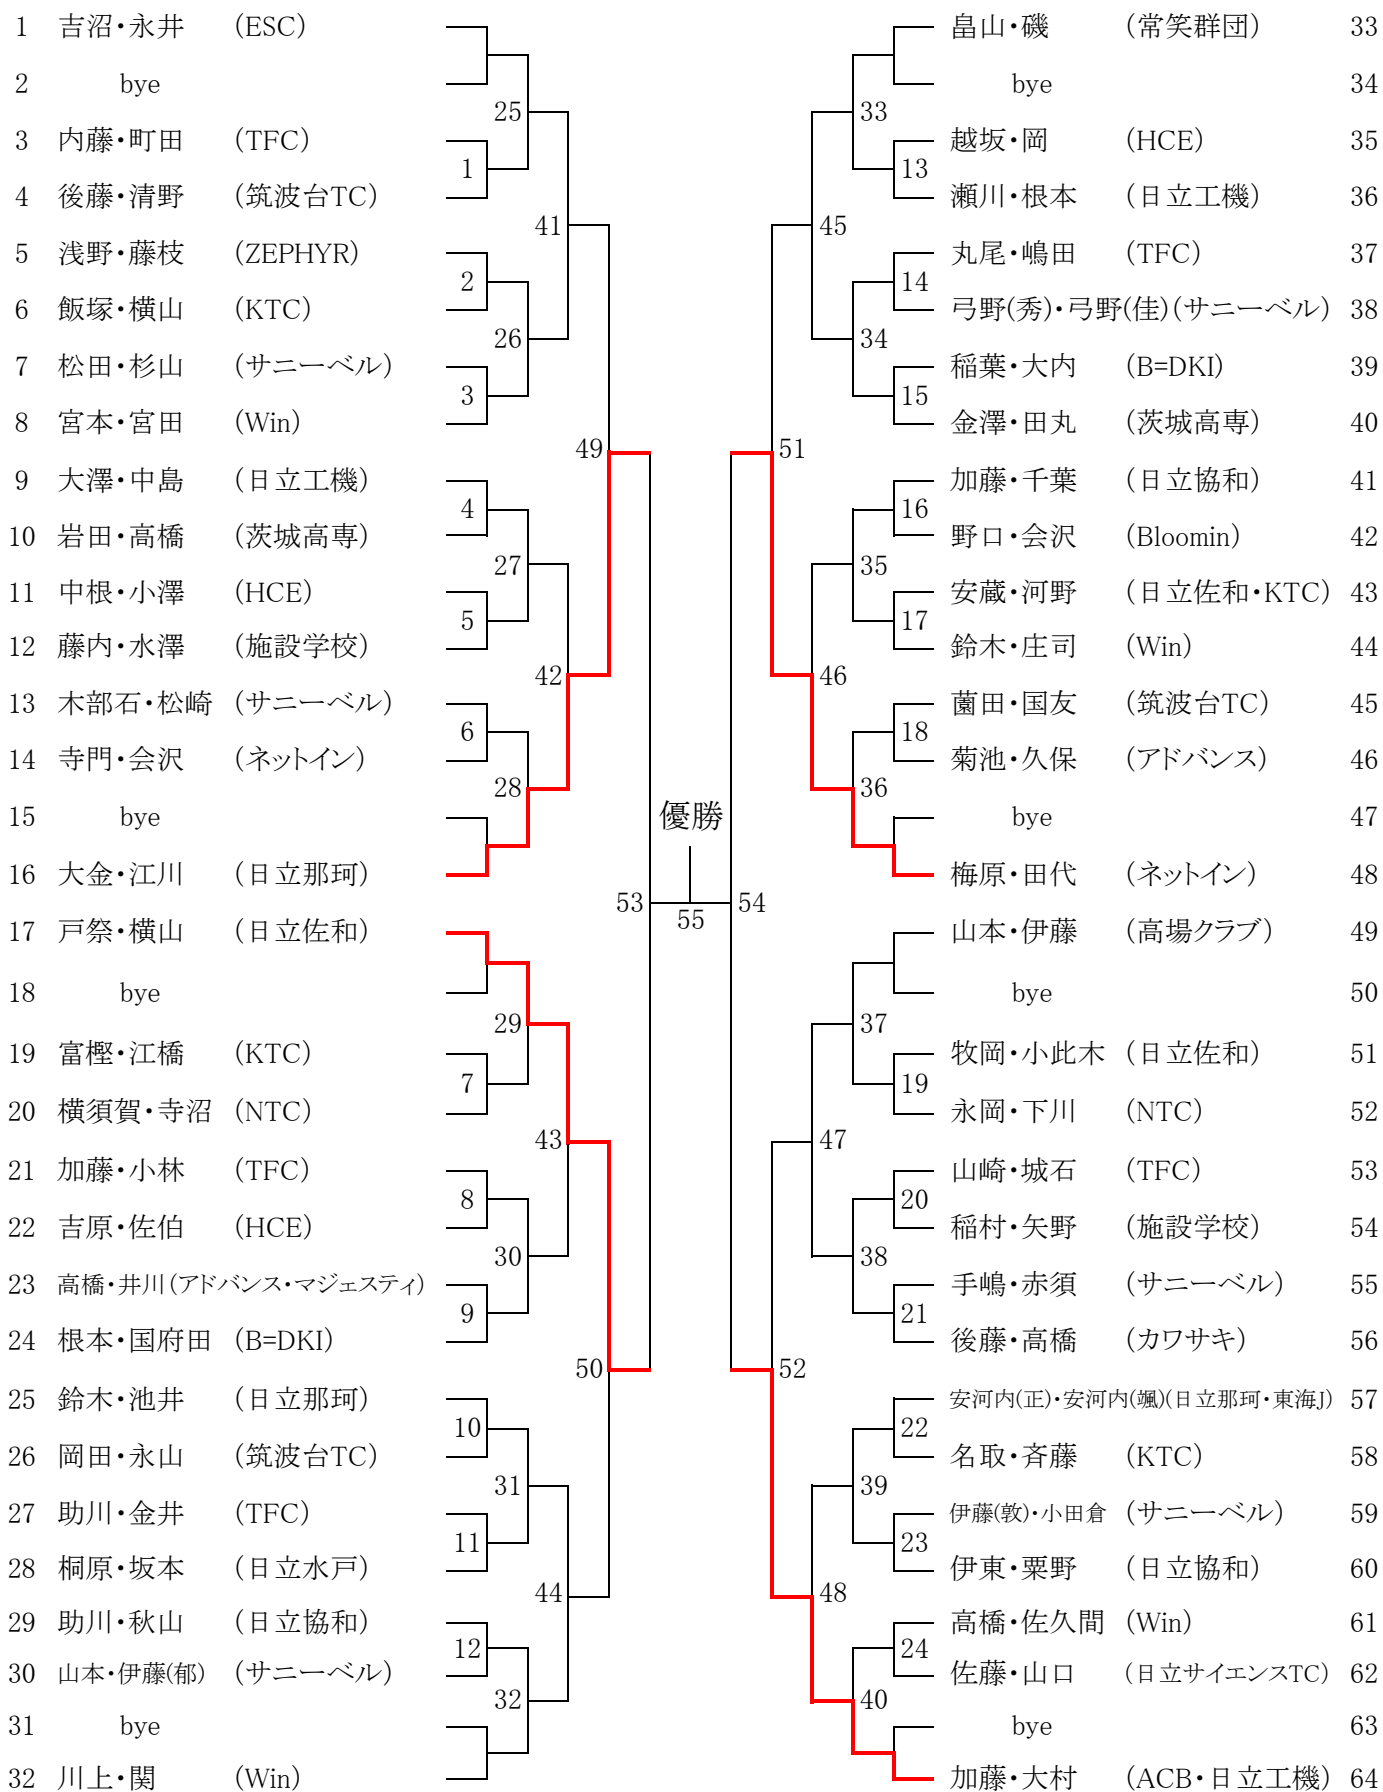 1 吉沼・永井 (ESC)
2 bye
3 内藤・町田 (TFC)
4 後藤・清野 (筑波台TC)
5 浅野・藤枝 (ZEPHYR)
6 飯塚・横山 (KTC)
7 松田・杉山 (サニーベル)
8 宮本・宮田 (Win)
9 大澤・中島 (日立工機)
10 岩田・高橋 (茨城高専)
11 中根・小澤 (HCE)
12 藤内・水澤 (施設学校)
13 木部石・松崎 (サニーベル)
14 寺門・会沢 (ネットイン)
15 bye
16 大金・江川 (日立那珂)
17 戸祭・横山 (日立佐和)
18 bye
19 富樫・江橋 (KTC)
20 横須賀・寺沼 (NTC)
21 加藤・小林 (TFC)
22 吉原・佐伯 (HCE)
23 高橋・井川(アドバンス・マジェスティ)
24 根本・国府田 (B=DKI)
25 鈴木・池井 (日立那珂)
26 岡田・永山 (筑波台TC)
27 助川・金井 (TFC)
28 桐原・坂本 (日立水戸)
29 助川・秋山 (日立協和)
30 山本・伊藤(郁) (サニーベル)
31 bye
32 川上・関 (Win)
1
2
3
4
5
6
7
8
9
10
11
12
25
26
27
28
29
30
31
32
41
42
43
44
49
50
53
優勝
55
54
51
52
45
46
47
48
33
34
35
36
37
38
39
40
13
14
15
16
17
18
19
20
21
22
23
24
畠山・磯 (常笑群団) 33
bye 34
越坂・岡 (HCE) 35
瀬川・根本 (日立工機) 36
丸尾・嶋田 (TFC) 37
弓野(秀)・弓野(佳)(サニーベル) 38
稲葉・大内 (B=DKI) 39
金澤・田丸 (茨城高専) 40
加藤・千葉 (日立協和) 41
野口・会沢 (Bloomin) 42
安蔵・河野 (日立佐和・KTC) 43
鈴木・庄司 (Win) 44
薗田・国友 (筑波台TC) 45
菊池・久保 (アドバンス) 46
bye 47
梅原・田代 (ネットイン) 48
山本・伊藤 (高場クラブ) 49
bye 50
牧岡・小此木 (日立佐和) 51
永岡・下川 (NTC) 52
山崎・城石 (TFC) 53
稲村・矢野 (施設学校) 54
手嶋・赤須 (サニーベル) 55
後藤・高橋 (カワサキ) 56
安河内(正)・安河内(颯)(日立那珂・東海J) 57
名取・斉藤 (KTC) 58
伊藤(敦)・小田倉 (サニーベル) 59
伊東・粟野 (日立協和) 60
高橋・佐久間 (Win) 61
佐藤・山口 (日立サイエンスTC) 62
bye 63
加藤・大村 (ACB・日立工機) 64